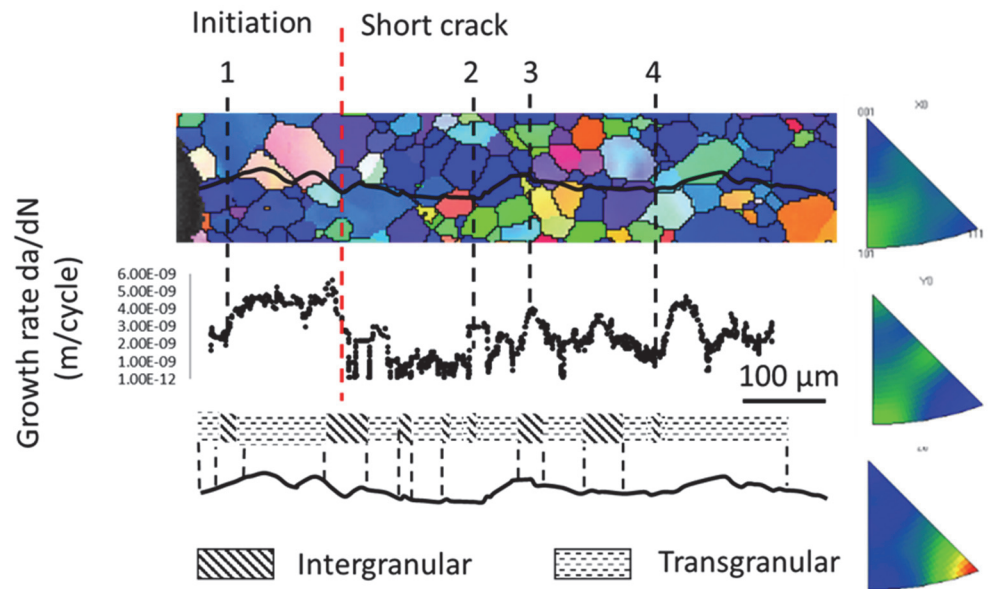 Initiation
Short crack
1
2
3
4
Growth rate da/dN
(m/cycle)
6.00E-09
5.00E-09
4.00E-09
3.00E-09
2.00E-09
1.00E-09
1.00E-12
100 µm
Intergranular
Transgranular
001
X0
111
101
Y0